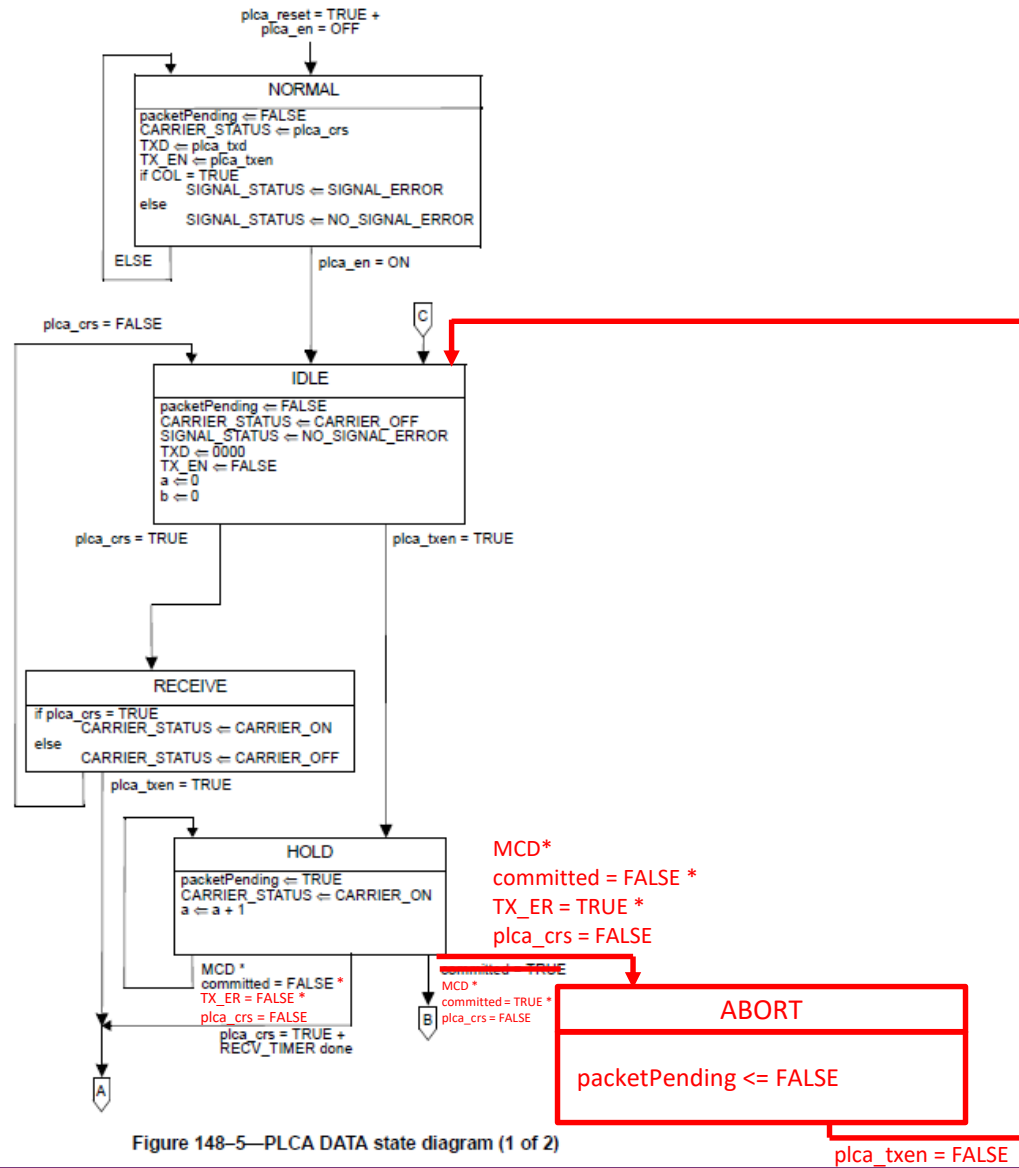 plca_reset = TRUE +
plca_en = OFF
NORMAL
packetPending ⇐ FALSE
CARRIER_STATUS ⇐ plca_crs
TXD ⇐ plca_txd
TX_EN ⇐ plca_txen
if COL = TRUE
SIGNAL_STATUS ⇐ SIGNAL_ERROR
else
SIGNAL_STATUS ⇐ NO_SIGNAL_ERROR
ELSE
plca_en = ON
plca_crs = FALSE
C
IDLE
packetPending ⇐ FALSE
CARRIER_STATUS ⇐ CARRIER_OFF
SIGNAL_STATUS ⇐ NO_SIGNAL_ERROR
TXD ⇐ 0000
TX_EN ⇐ FALSE
a ⇐ 0
b ⇐ 0
plca_crs = TRUE
plca_txen = TRUE
RECEIVE
if plca_crs = TRUE
CARRIER_STATUS ⇐ CARRIER_ON
else
CARRIER_STATUS ⇐ CARRIER_OFF
plca_txen = TRUE
HOLD
packetPending ⇐ TRUE
CARRIER_STATUS ⇐ CARRIER_ON
a ⇐ a + 1
MCD*
committed = FALSE *
TX_ER = TRUE *
plca_crs = FALSE
MCD *
committed = FALSE *
TX_ER = FALSE *
plca_crs = FALSE
committed = TRUE
MCD *
committed = TRUE *
plca_crs = FALSE
B
plca_crs = TRUE +
RECV_TIMER done
A
ABORT
packetPending <= FALSE
plca_txen = FALSE
Figure 148–5—PLCA DATA state diagram (1 of 2)